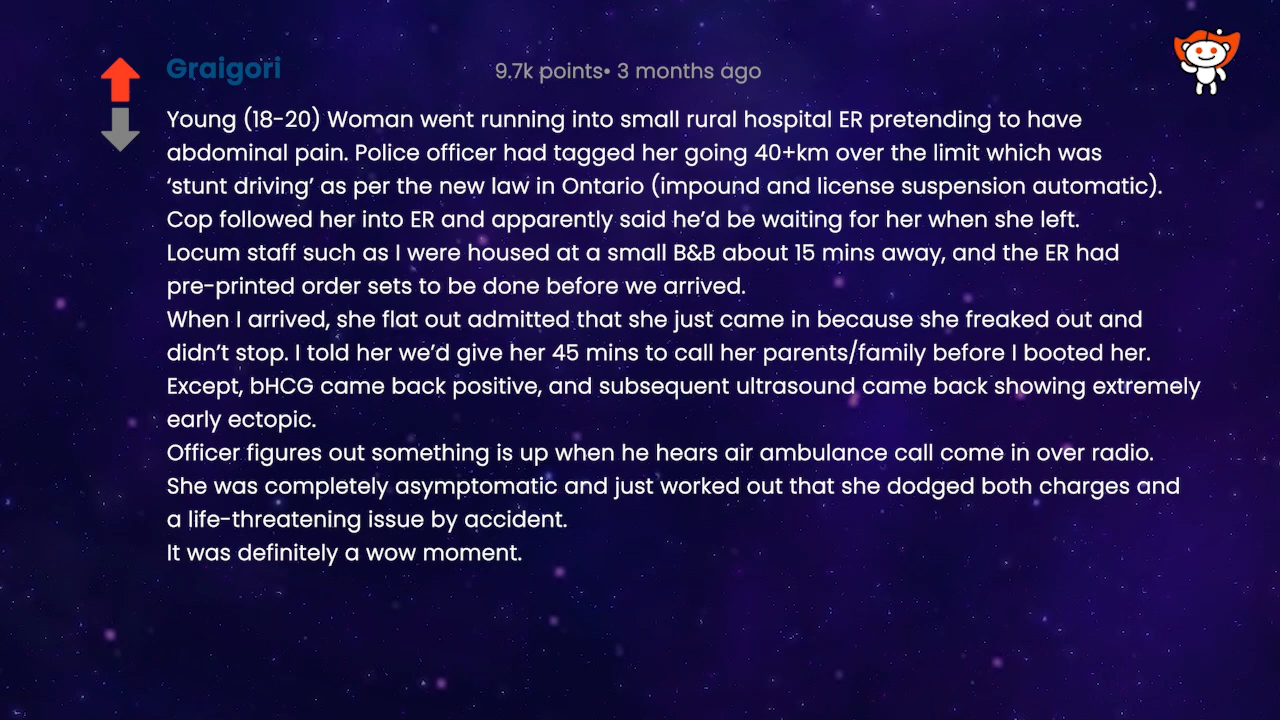 Graigori 9.7k points• 3 months ago
Young (18-20) Woman went running into small rural hospital ER pretending to have
abdominal pain. Police officer had tagged her going 40+km over the limit which was
‘stunt driving’ as per the new law in Ontario (impound and license suspension automatic).
Cop followed her into ER and apparently said he’d be waiting for her when she left.
Locum staff such as I were housed at a small B&B about 15 mins away, and the ER had
pre-printed order sets to be done before we arrived.
When I arrived, she flat out admitted that she just came in because she freaked out and
didn’t stop. I told her we’d give her 45 mins to call her parents/family before I booted her.
Except, bHCG came back positive, and subsequent ultrasound came back showing extremely
early ectopic.
Officer figures out something is up when he hears air ambulance call come in over radio.
She was completely asymptomatic and just worked out that she dodged both charges and
a life-threatening issue by accident.
It was definitely a wow moment.